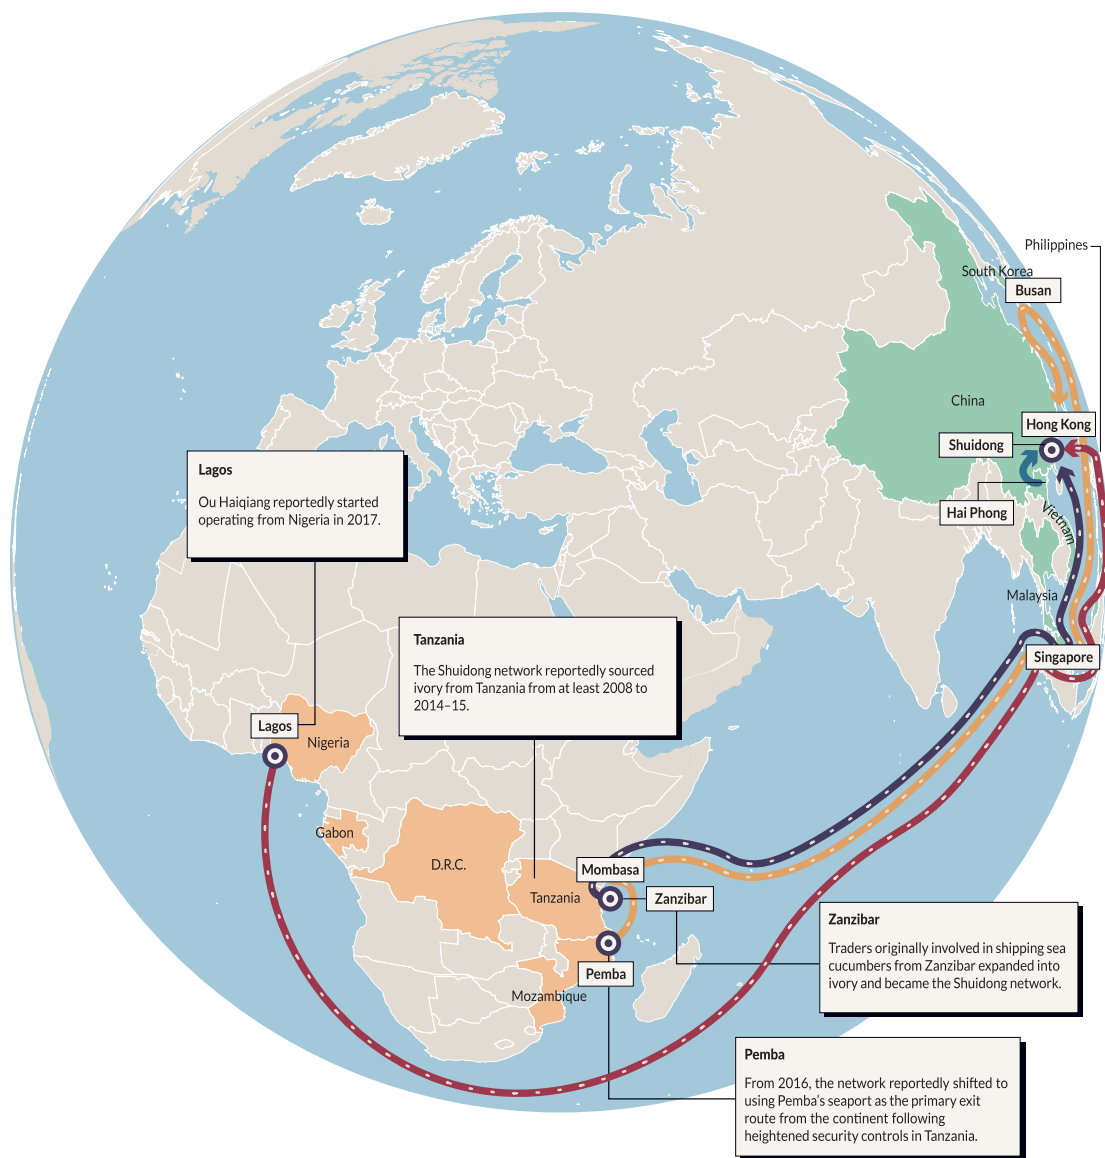 Philippines
South Korea
Busan
China
Hong Kong
Shuidong
Hai Phong
Vietnam
Malaysia
Singapore
Lagos
Ou Haiqiang reportedly started
operating from Nigeria in 2017.
Tanzania
The Shuidong network reportedly sourced
ivory from Tanzania from at least 2008 to
2014–15.
Lagos
Nigeria
Gabon
D.R.C.
Tanzania
Mombasa
Zanzibar
Pemba
Mozambique
Zanzibar
Traders originally involved in shipping sea
cucumbers from Zanzibar expanded into
ivory and became the Shuidong network.
Pemba
From 2016, the network reportedly shifted to
using Pemba's seaport as the primary exit
route from the continent following
heightened security controls in Tanzania.